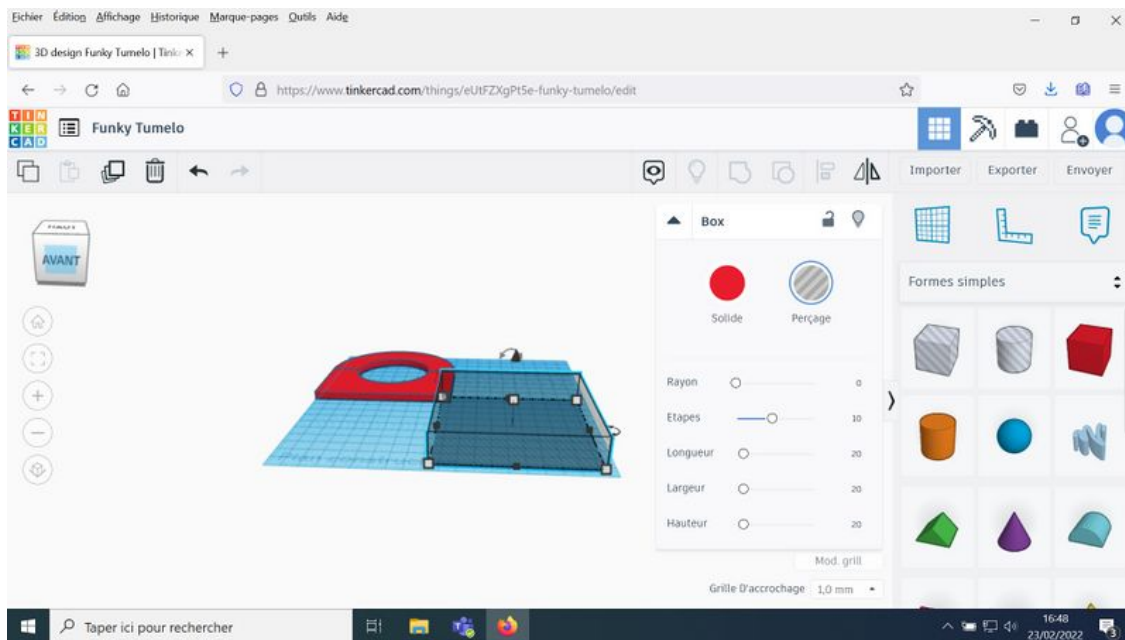 Fichier Édition Affichage Historique Marque-pages Outils Aide
3D design Funky Tumelo | Tinke
https://www.tinkercad.com/things/eUtFZXgPt5e-funky-tumelo/edit
TIN
KER
CAD
Funky Tumelo
Importer Exporter Envoyer
HAUT
AVANT
Box
Solide Perçage
Rayon 0
Etapes 10
Longueur 20
Largeur 20
Hauteur 20
Mod. grill
Grille D'accrochage 1,0 mm
Formes simples
Taper ici pour rechercher
16:48
23/02/2022
3